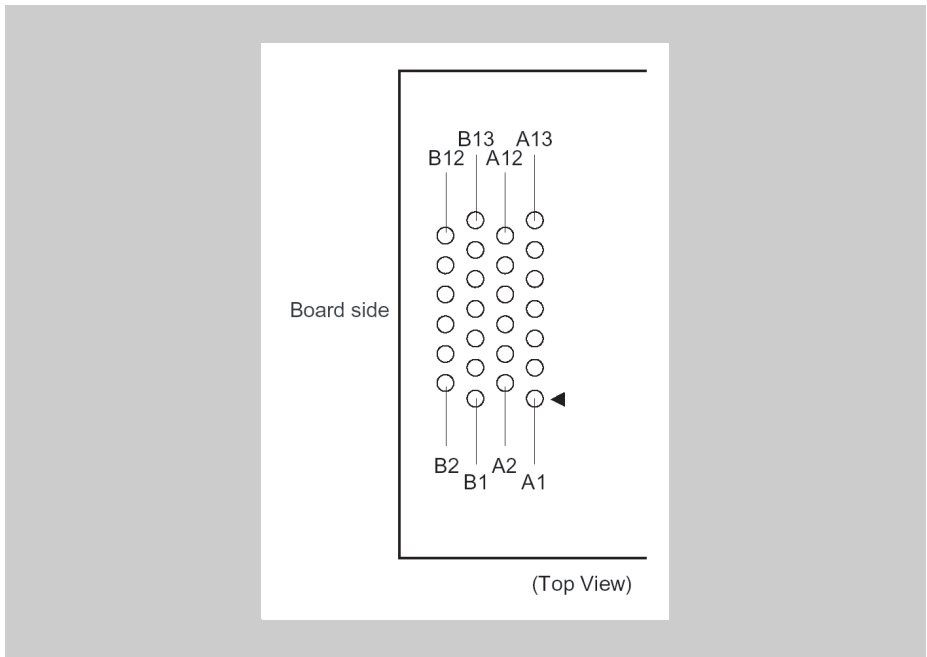 B13 A13
B12 A12
Board side
B2 A2
B1 A1
(Top View)